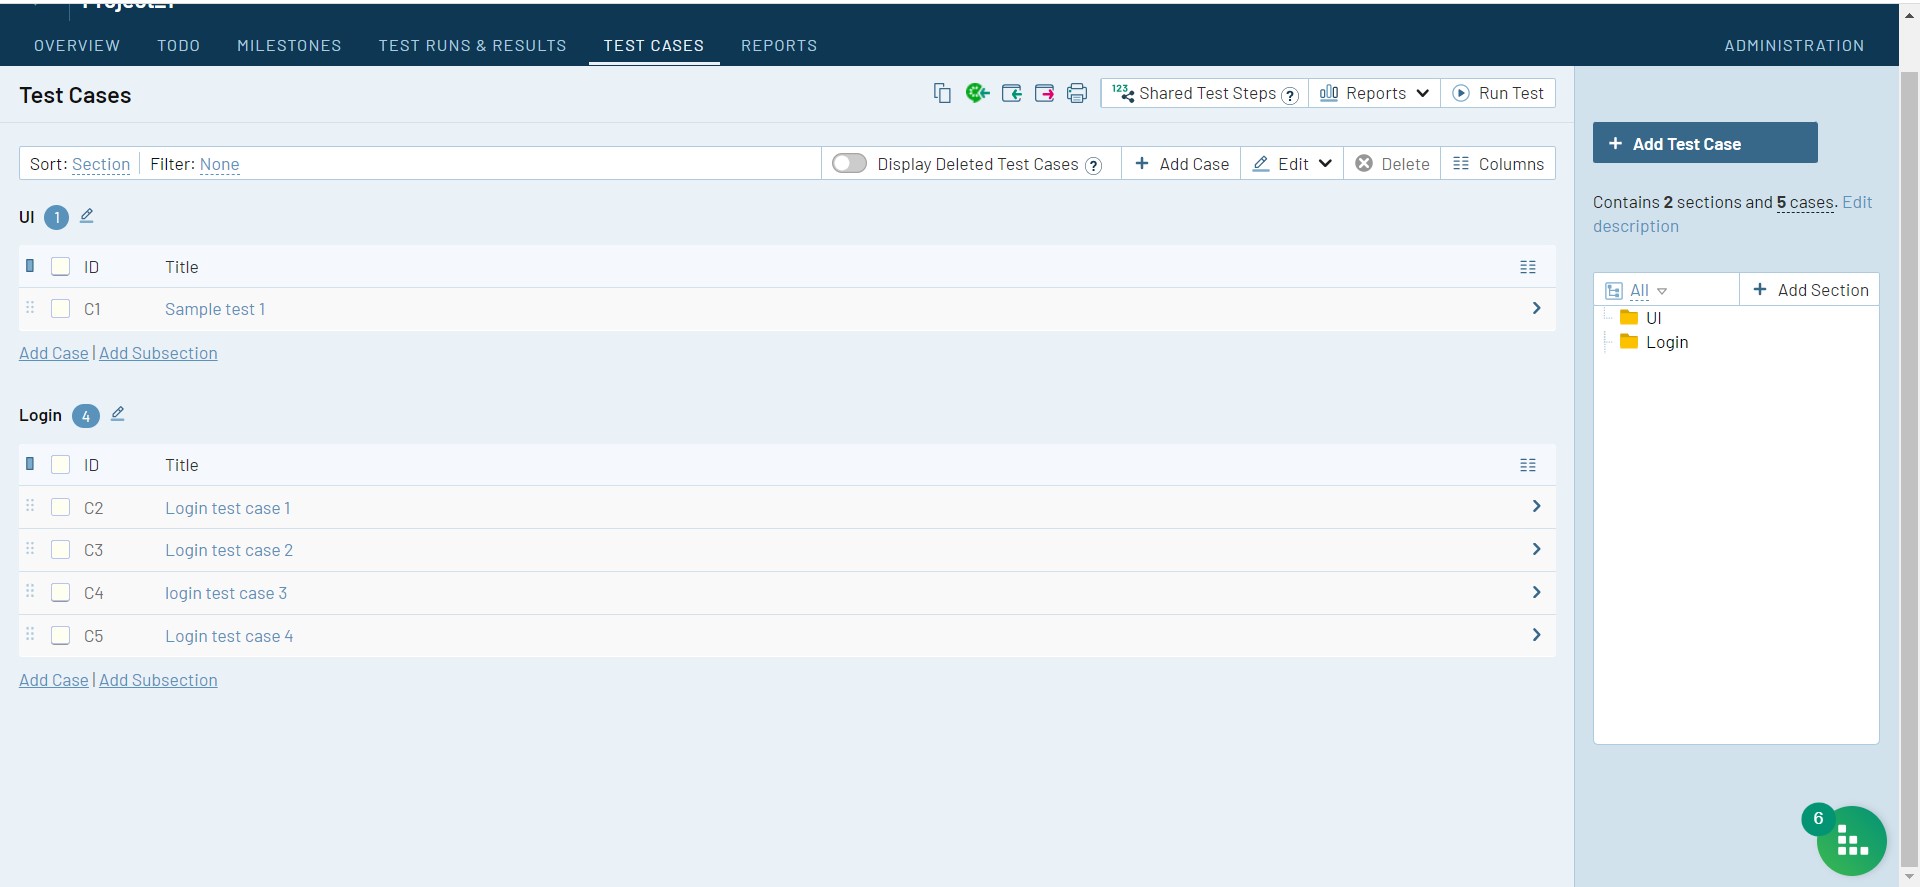 OVERVIEW TODO MILESTONES TEST RUNS & RESULTS TEST CASES REPORTS ADMINISTRATION
Test Cases
123 Shared Test Steps ? Reports Run Test
Sort: Section Filter: None Display Deleted Test Cases ? + Add Case Edit Delete Columns
UI 1
ID Title
C1 Sample test 1
Add Case | Add Subsection
Login 4
ID Title
C2 Login test case 1
C3 Login test case 2
C4 login test case 3
C5 Login test case 4
Add Case | Add Subsection
+ Add Test Case
Contains 2 sections and 5 cases. Edit
description
All + Add Section
UI
Login
6